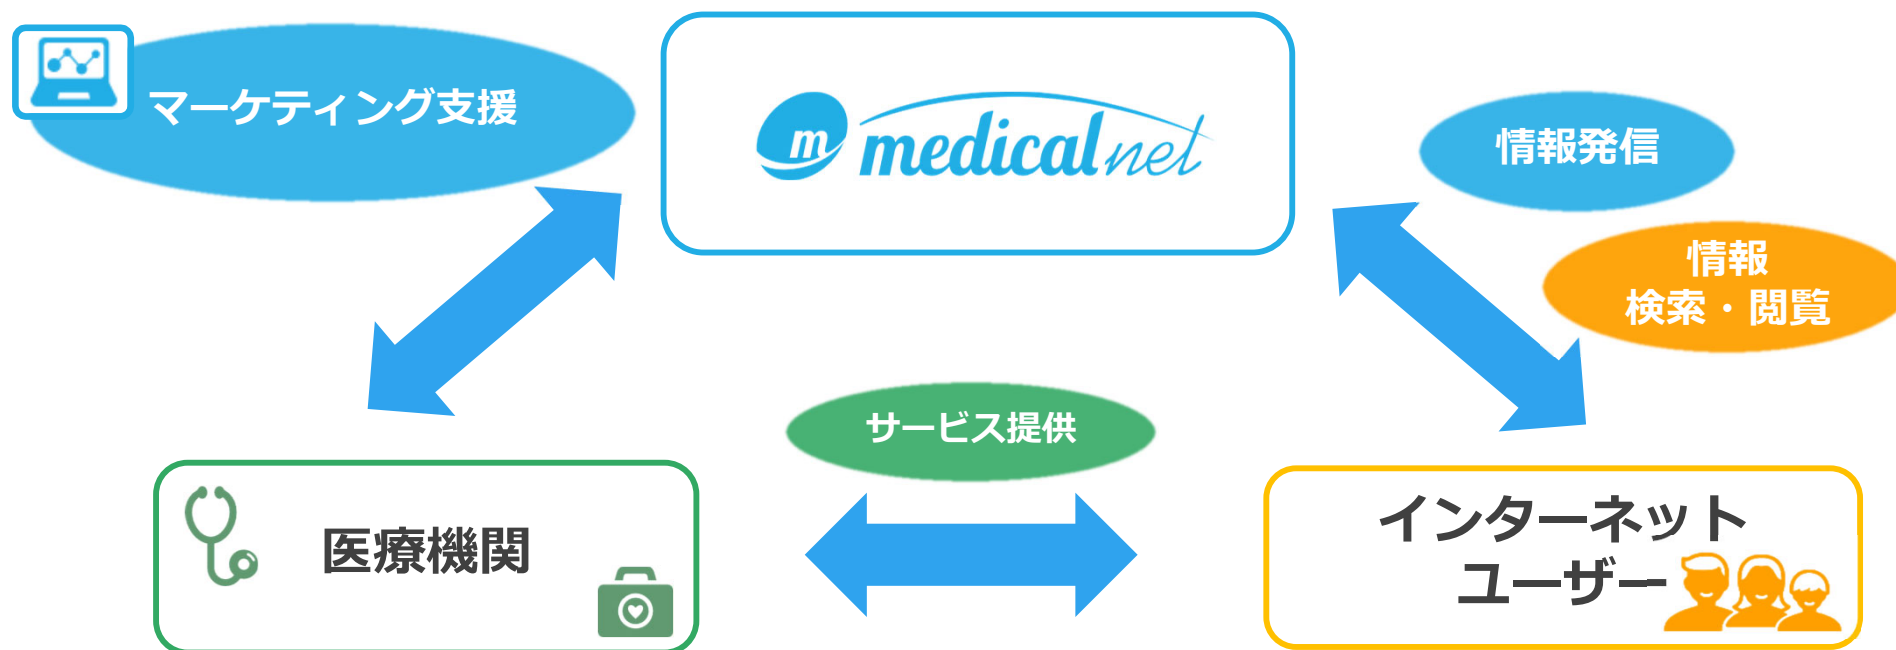 マーケティング支援
m medicalnet
情報発信
情報
検索・閲覧
サービス提供
医療機関
インターネット
ユーザー